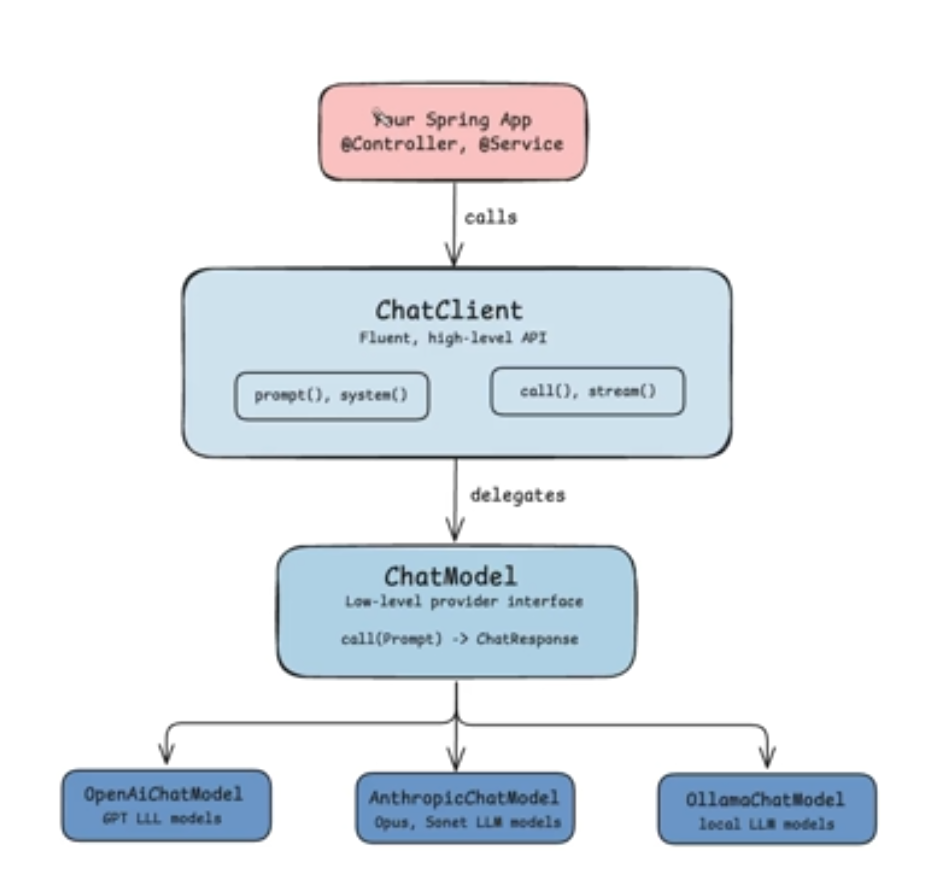 Your Spring App
@Controller, @Service
calls
ChatClient
Fluent, high-level API
prompt(), system()
call(), stream()
delegates
ChatModel
Low-level provider interface
call(Prompt) -> ChatResponse
OpenAiChatModel
GPT LLL models
AnthropicChatModel
Opus, Sonet LLM models
OllamaChatModel
local LLM models